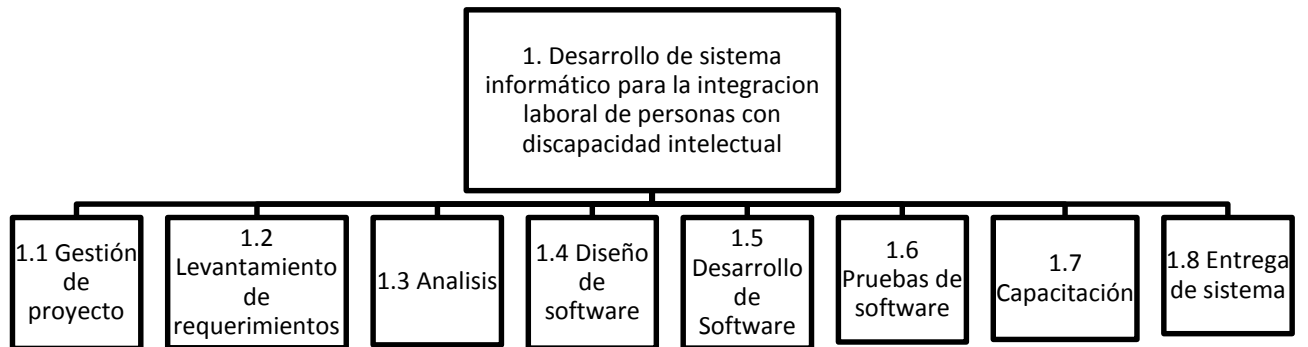 1. Desarrollo de sistema
informático para la integracion
laboral de personas con
discapacidad intelectual
1.1 Gestión
de
proyecto
1.2
Levantamiento
de
requerimientos
1.3 Analisis
1.4 Diseño
de
software
1.5
Desarrollo
de
Software
1.6
Pruebas de
software
1.7
Capacitación
1.8 Entrega
de sistema